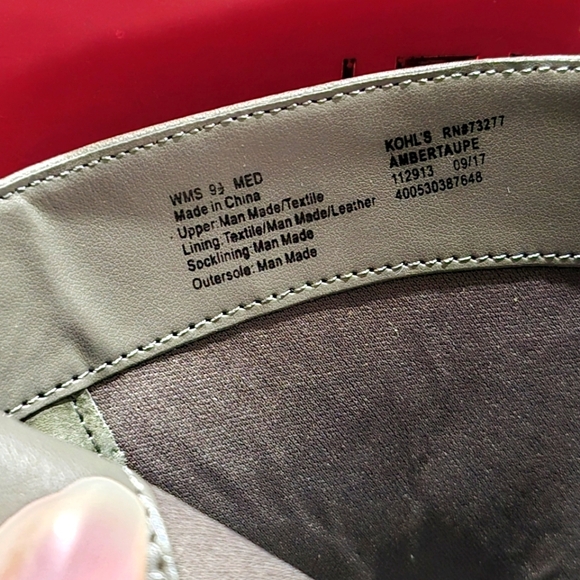 WMS 9½ MED
Made in China
Upper: Man Made/Textile
Lining: Textile/Man Made/Leather
Socklining: Man Made
Outersole: Man Made
KOHL'S RN#73277
AMBERTAUPE
112913 09/17
400530387648